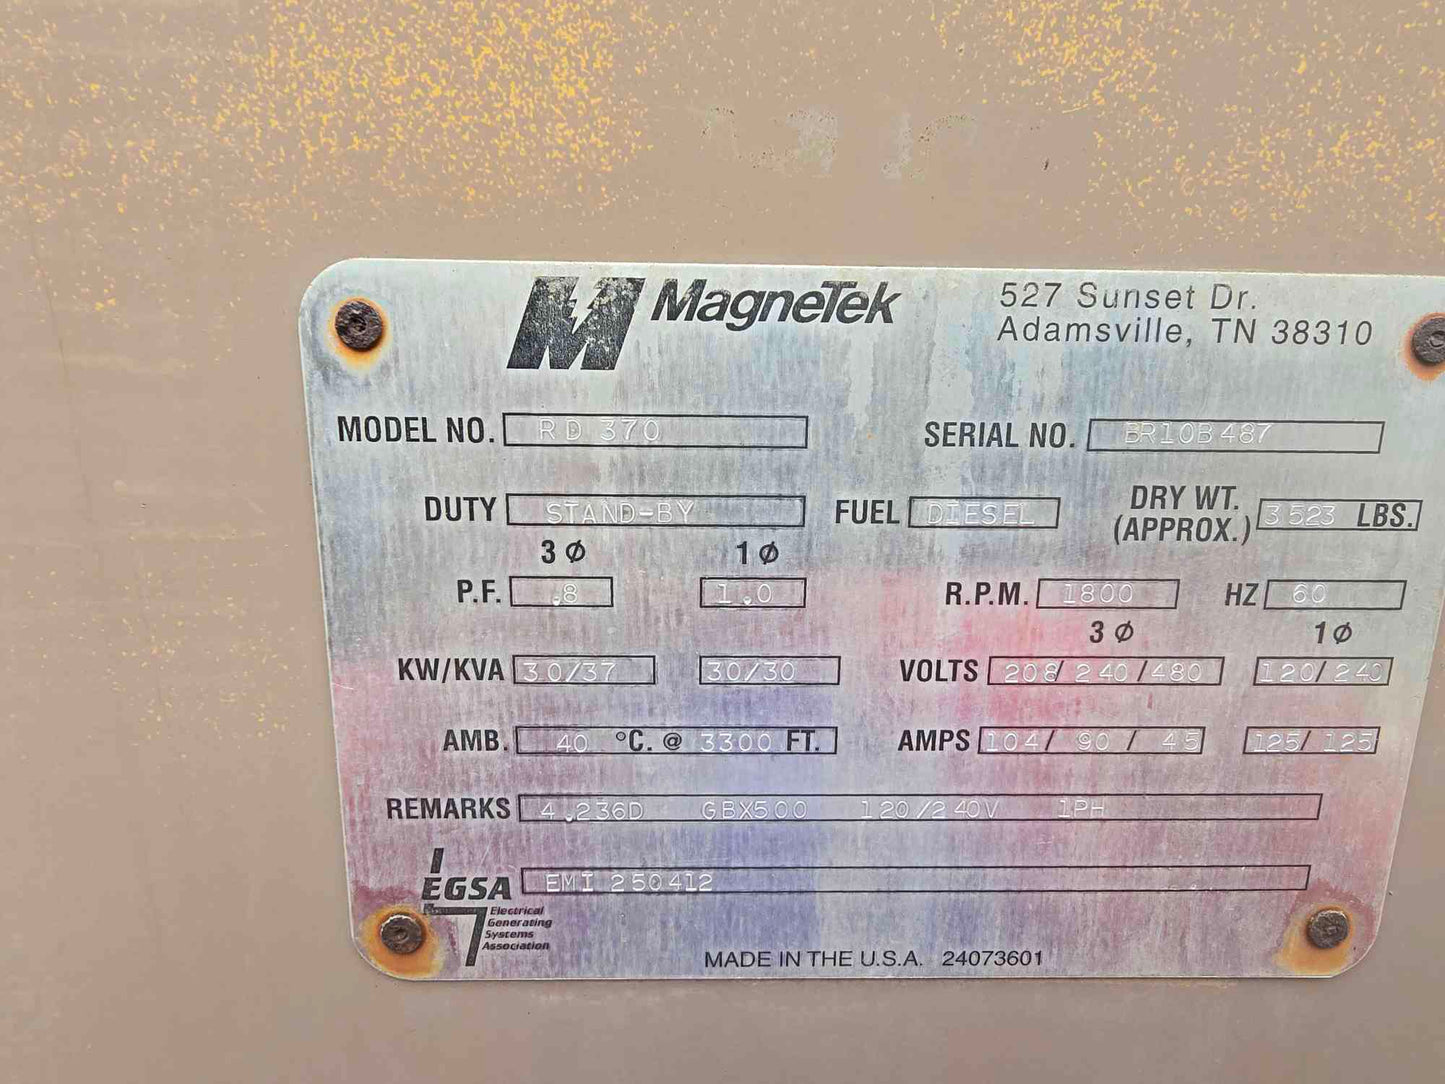 MagneTek
527 Sunset Dr.
Adamsville, TN 38310
MODEL NO. RD 370
SERIAL NO. BR10B487
DUTY STAND-BY
FUEL DIESEL
DRY WT. (APPROX.) 3523 LBS.
3Ø 1Ø
P.F. .8 1.0
R.P.M. 1800
HZ 60
3Ø 1Ø
KW/KVA 30/37 30/30
VOLTS 208/240/480 120/240
AMB. 40 °C. @ 3300 FT.
AMPS 104/ 90 / 45 125/ 125
REMARKS 4.236D GBX500 120/240V 1PH
EMI 250412
EGSA
Electrical
Generating
Systems
Association
MADE IN THE U.S.A. 24073601